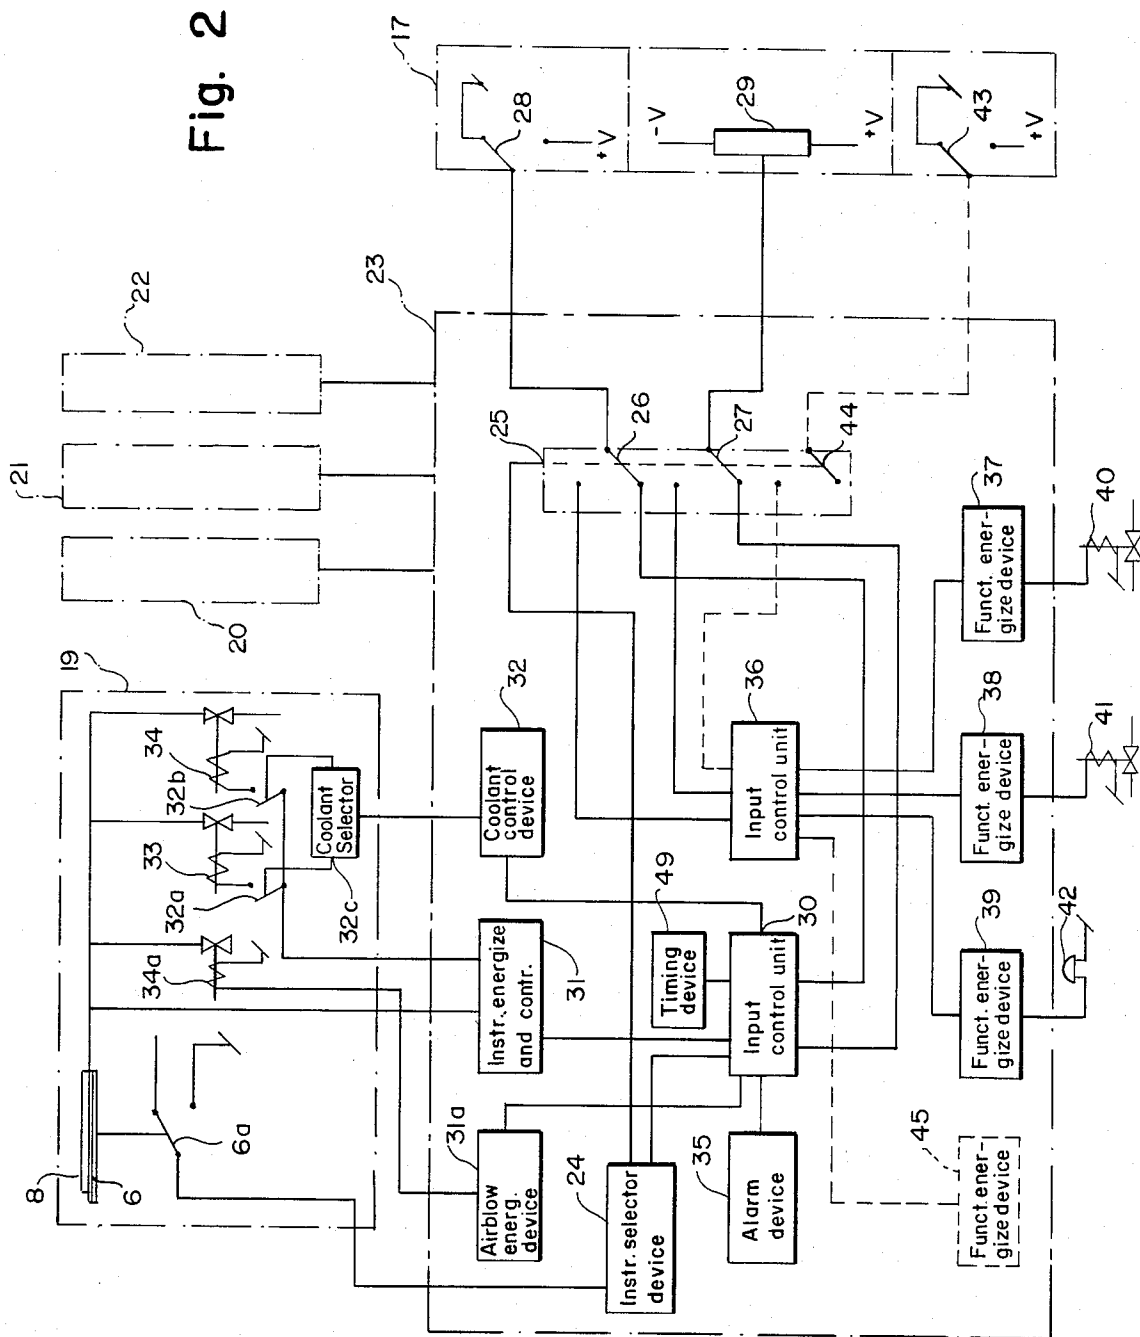 Fig. 2
17
28
+V
-V
29
+V
43
+V
22
21
20
23
19
25
26
27
44
34
32b
33
32a
34a
32c
Coolant
Selector
8
6
6a
32
Coolant
control
device
31
Instr. energize
and contr.
31a
Airblow
energ.
device
24
Instr. selector
device
35
Alarm
device
49
Timing
device
30
Input
control unit
36
Input
control unit
37
Funct. ener-
gize device
38
Funct. ener-
gize device
39
Funct. ener-
gize device
45
Funct. ener-
gize device
40
41
42